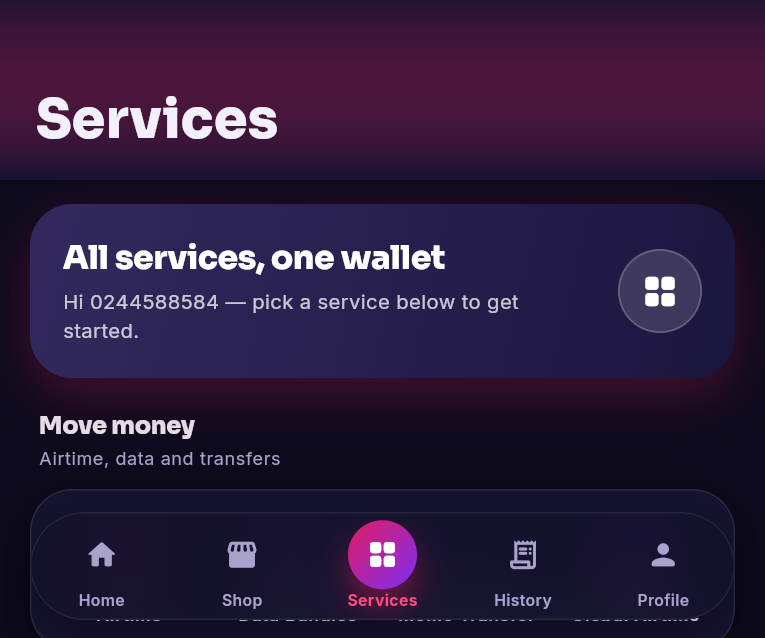 Services
All services, one wallet
Hi 0244588584 — pick a service below to get
started.
Move money
Airtime, data and transfers
Home Shop Services History Profile